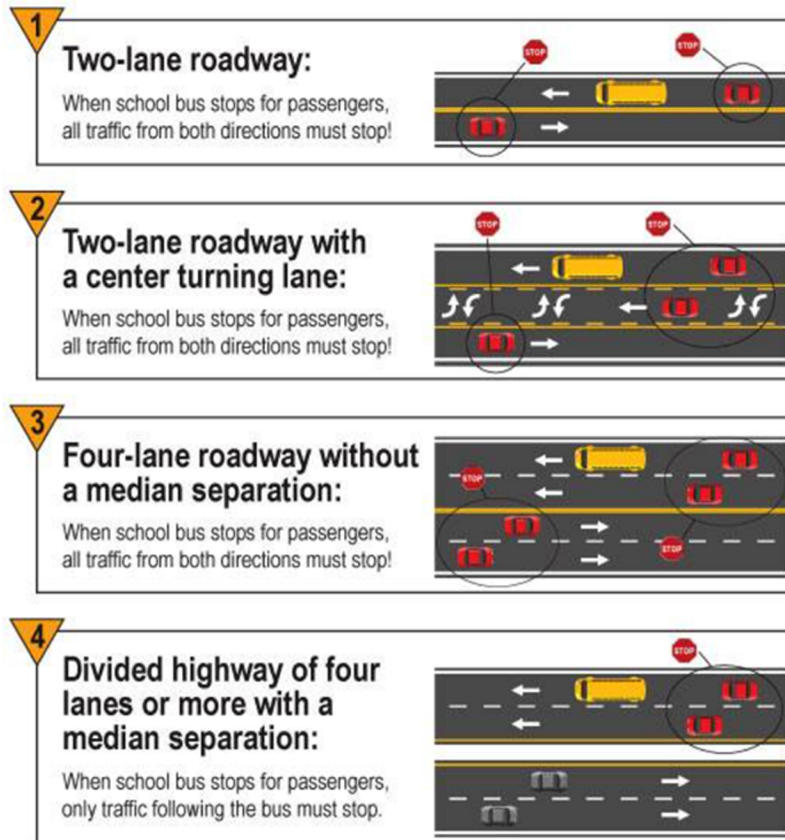 1
Two-lane roadway:
When school bus stops for passengers,
all traffic from both directions must stop!
STOP
STOP
2
Two-lane roadway with
a center turning lane:
When school bus stops for passengers,
all traffic from both directions must stop!
STOP
STOP
3
Four-lane roadway without
a median separation:
When school bus stops for passengers,
all traffic from both directions must stop!
STOP
STOP
4
Divided highway of four
lanes or more with a
median separation:
When school bus stops for passengers,
only traffic following the bus must stop.
STOP